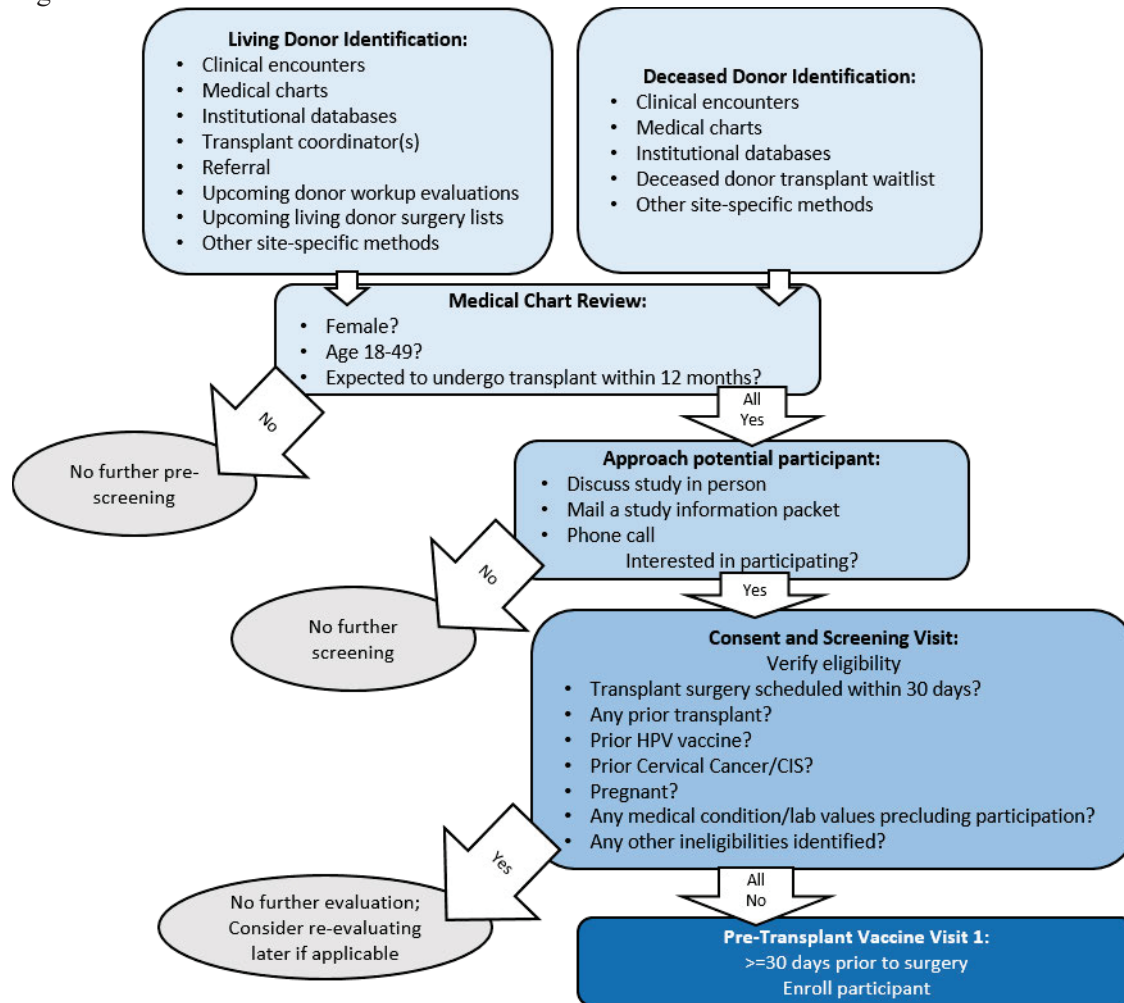 Living Donor Identification:
• Clinical encounters
• Medical charts
• Institutional databases
• Transplant coordinator(s)
• Referral
• Upcoming donor workup evaluations
• Upcoming living donor surgery lists
• Other site-specific methods
Deceased Donor Identification:
• Clinical encounters
• Medical charts
• Institutional databases
• Deceased donor transplant waitlist
• Other site-specific methods
Medical Chart Review:
• Female?
• Age 18-49?
• Expected to undergo transplant within 12 months?
No
No further pre-
screening
All
Yes
Approach potential participant:
• Discuss study in person
• Mail a study information packet
• Phone call
Interested in participating?
No
No further
screening
Yes
Consent and Screening Visit:
Verify eligibility
• Transplant surgery scheduled within 30 days?
• Any prior transplant?
• Prior HPV vaccine?
• Prior Cervical Cancer/CIS?
• Pregnant?
• Any medical condition/lab values precluding participation?
• Any other ineligibilities identified?
Yes
No further evaluation;
Consider re-evaluating
later if applicable
All
No
Pre-Transplant Vaccine Visit 1:
>=30 days prior to surgery
Enroll participant